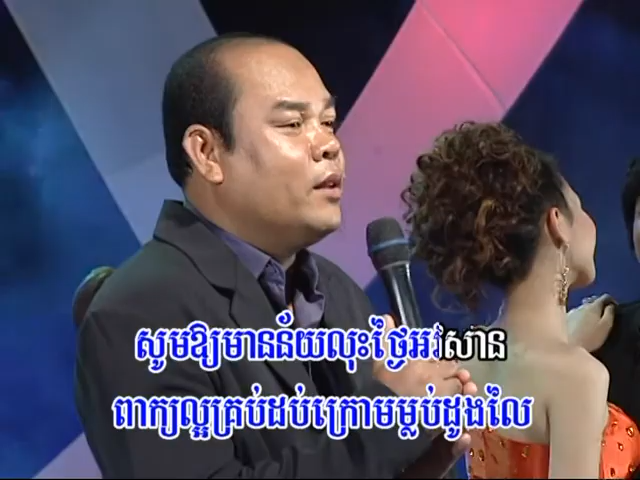 សូមឱ្យមានន័យលុះថ្ងៃអវសាន
ពាក្យល្អគ្រប់ដប់ក្រោមម្លប់ដូងលៃ